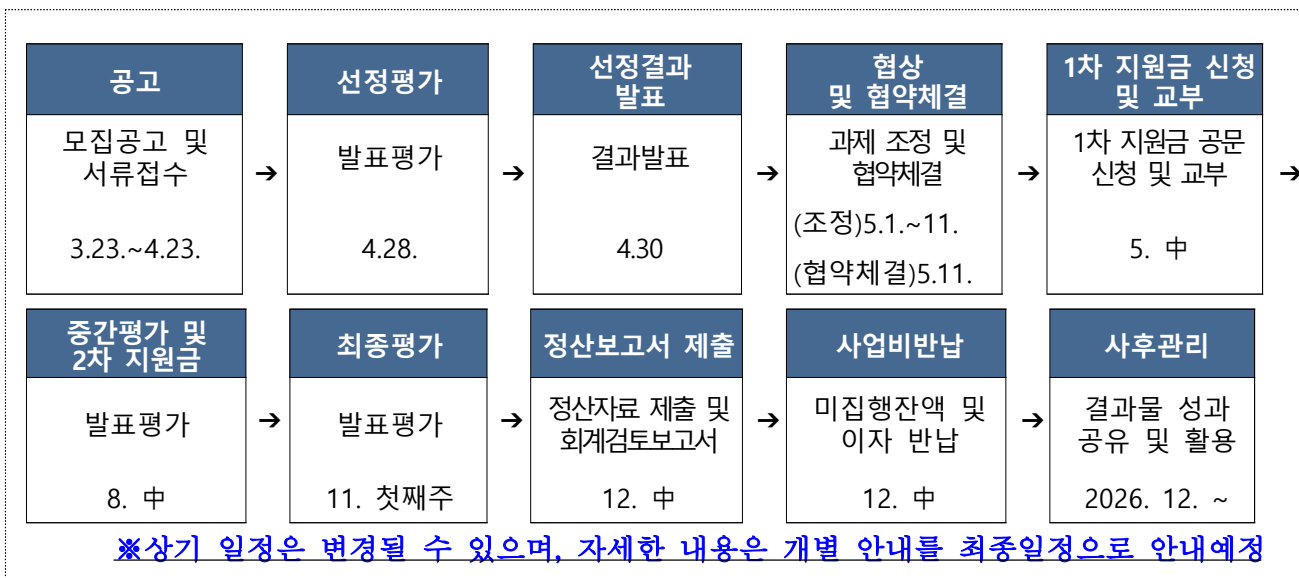 공고
모집공고 및
서류접수
3.23.~4.23.
➔
선정평가
발표평가
4.28.
➔
선정결과
발표
결과발표
4.30
➔
협상
및 협약체결
과제 조정 및
협약체결
(조정)5.1.~11.
(협약체결)5.11.
➔
1차 지원금 신청
및 교부
1차 지원금 공문
신청 및 교부
5. 中
➔
중간평가 및
2차 지원금
발표평가
8. 中
➔
최종평가
발표평가
11. 첫째주
➔
정산보고서 제출
정산자료 제출 및
회계검토보고서
12. 中
➔
사업비반납
미집행잔액 및
이자 반납
12. 中
➔
사후관리
결과물 성과
공유 및 활용
2026. 12. ~
※상기 일정은 변경될 수 있으며, 자세한 내용은 개별 안내를 최종일정으로 안내예정